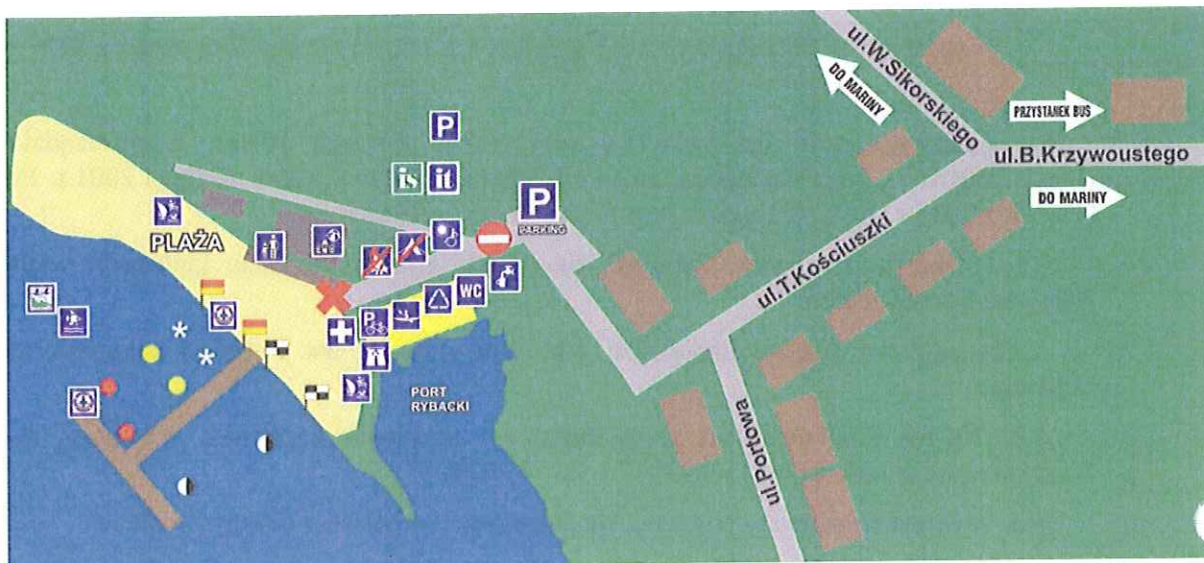 ul.W.Sikorskiego
DO MARINY
PRZYSTANEK BUS
ul.B.Krzywoustego
DO MARINY
P
is
it
P
PARKING
PLAŻA
WC
P
PORT
RYBACKI
ul.T.Kościuszki
ul.Portowa